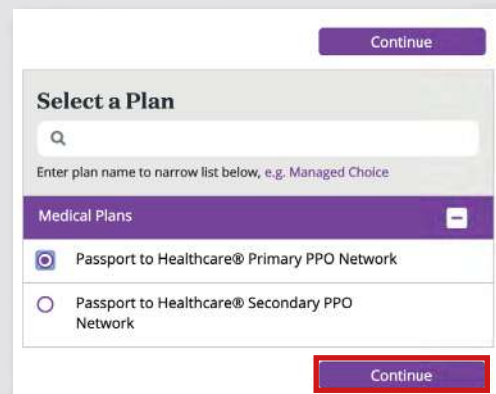 Continue
Select a Plan
Enter plan name to narrow list below, e.g. Managed Choice
Medical Plans
Passport to Healthcare® Primary PPO Network
Passport to Healthcare® Secondary PPO
Network
Continue